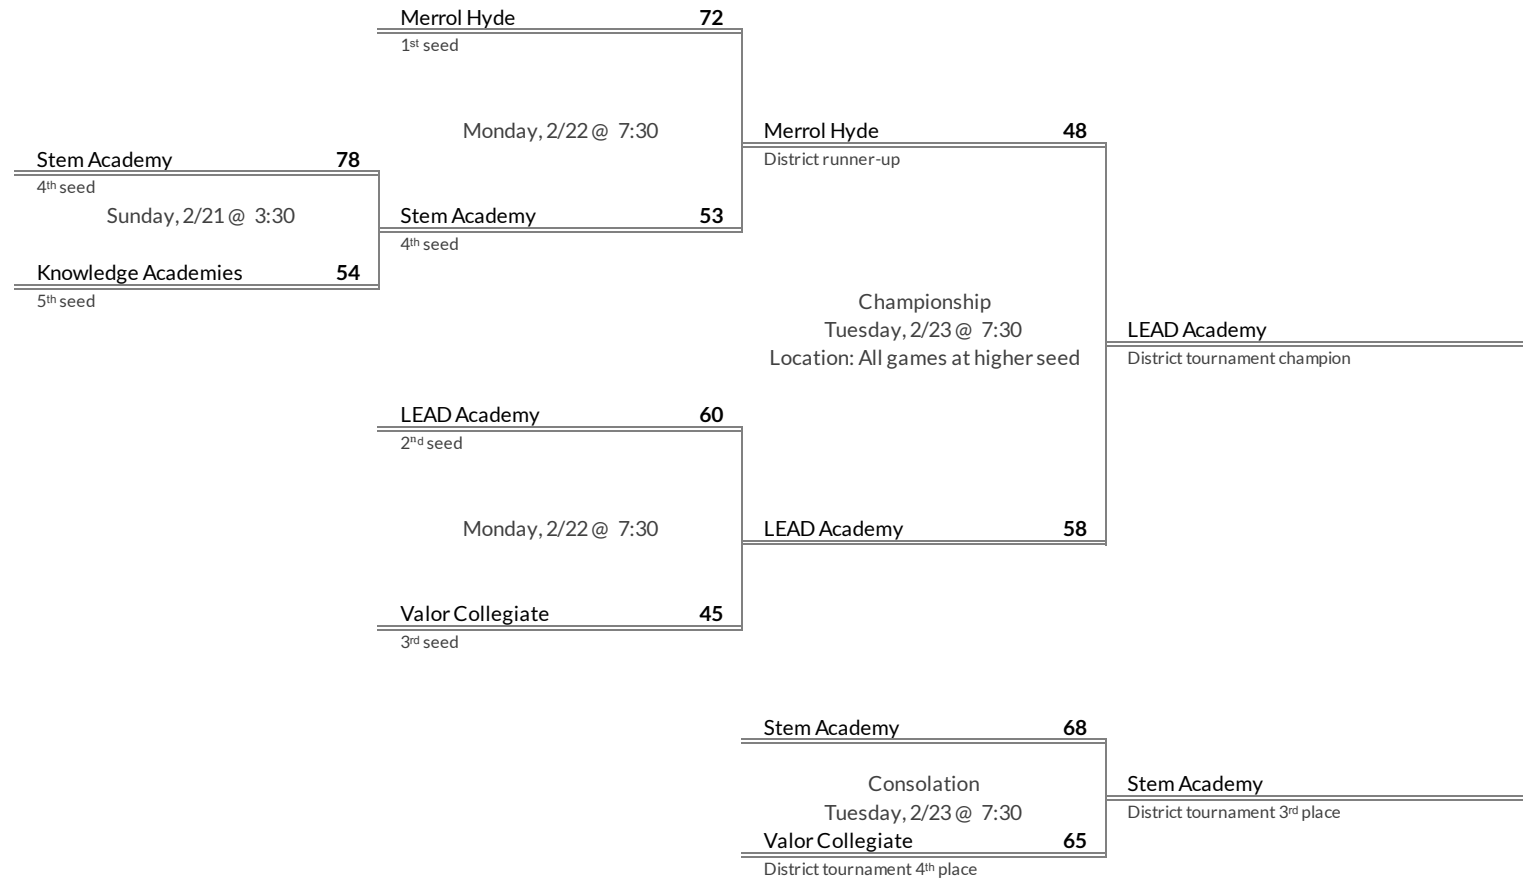 Merrol Hyde 72
1st seed
Monday, 2/22 @ 7:30
Stem Academy 78
4th seed
Sunday, 2/21 @ 3:30
Knowledge Academies 54
5th seed
Stem Academy 53
4th seed
Merrol Hyde 48
District runner-up
Championship
Tuesday, 2/23 @ 7:30
Location: All games at higher seed
LEAD Academy
District tournament champion
LEAD Academy 60
2nd seed
Monday, 2/22 @ 7:30
Valor Collegiate 45
3rd seed
LEAD Academy 58
Stem Academy 68
Consolation
Tuesday, 2/23 @ 7:30
Valor Collegiate 65
District tournament 4th place
Stem Academy
District tournament 3rd place